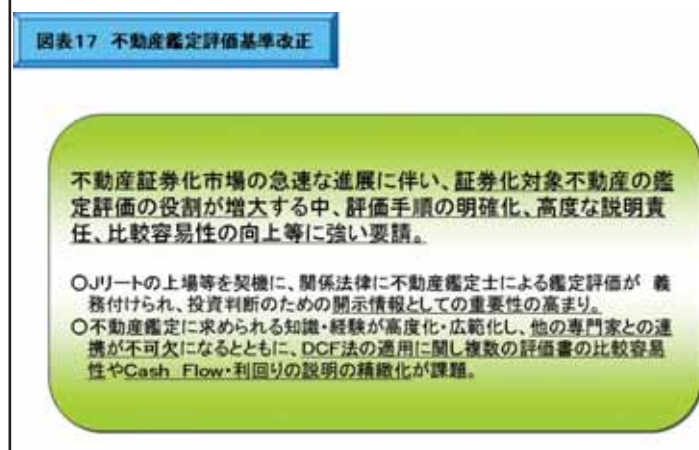 図表17 不動産鑑定評価基準改正
不動産証券化市場の急速な進展に伴い、証券化対象不動産の鑑
定評価の役割が増大する中、評価手順の明確化、高度な説明責
任、比較容易性の向上等に強い要請。
○Jリートの上場等を契機に、関係法律に不動産鑑定士による鑑定評価が 義
務付けられ、投資判断のための開示情報としての重要性の高まり。
○不動産鑑定に求められる知識・経験が高度化・広範化し、他の専門家との連
携が不可欠になるとともに、DCF法の適用に関し複数の評価書の比較容易
性やCash Flow・利回りの説明の精緻化が課題。